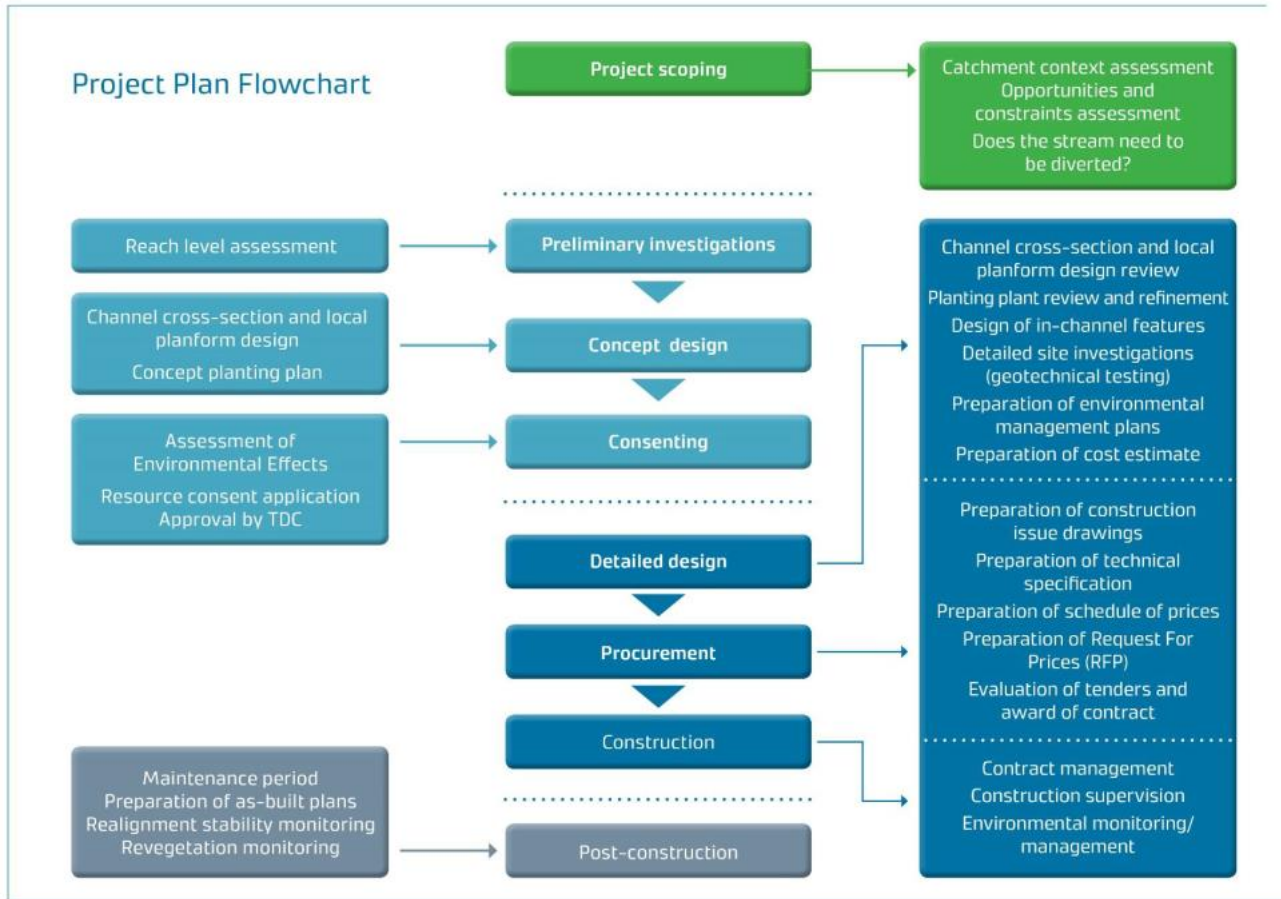 Project Plan Flowchart
Project scoping
Catchment context assessment
Opportunities and
constraints assessment
Does the stream need to
be diverted?
Reach level assessment
Preliminary investigations
Channel cross-section and local
planform design
Concept planting plan
Concept design
Assessment of
Environmental Effects
Resource consent application
Approval by TDC
Consenting
Detailed design
Channel cross-section and local
planform design review
Planting plant review and refinement
Design of in-channel features
Detailed site investigations
(geotechnical testing)
Preparation of environmental
management plans
Preparation of cost estimate
Procurement
Preparation of construction
issue drawings
Preparation of technical
specification
Preparation of schedule of prices
Preparation of Request For
Prices (RFP)
Evaluation of tenders and
award of contract
Construction
Contract management
Construction supervision
Environmental monitoring/
management
Maintenance period
Preparation of as-built plans
Realignment stability monitoring
Revegetation monitoring
Post-construction